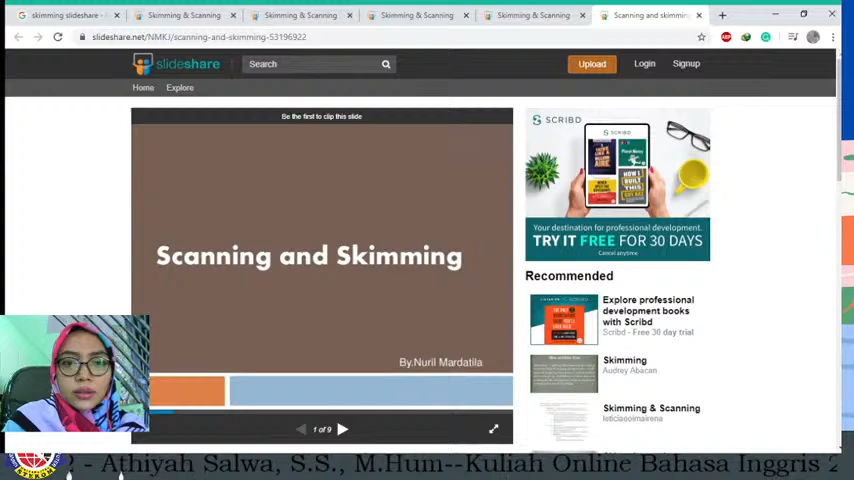 skimming slideshare -
Skimming & Scanning
Skimming & Scanning
Skimming & Scanning
Skimming & Scanning
Scanning and skimming
slideshare.net/NMKJ/scanning-and-skimming-53196922
slideshare
Search
Upload
Login
Signup
Home
Explore
Be the first to clip this slide
Scanning and Skimming
By.Nuril Mardatila
1 of 9
SCRIBD
Your destination for professional development.
TRY IT FREE FOR 30 DAYS
Cancel anytime.
Recommended
Explore professional
development books
with Scribd
Scribd - Free 30 day trial
Skimming
Audrey Abacan
Skimming & Scanning
leticiaooimairena
2 - Athiyah Salwa, S.S., M.Hum--Kuliah Online Bahasa Inggris 2